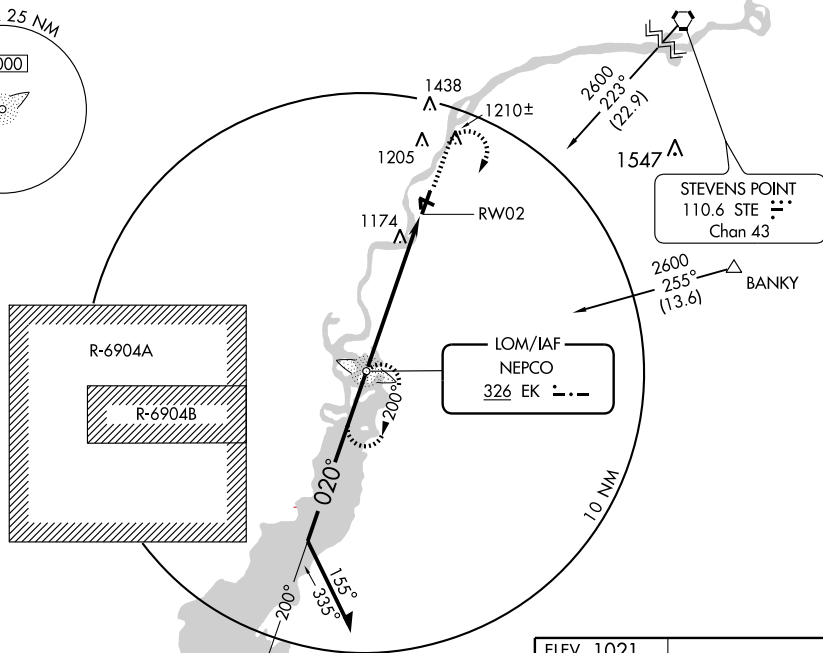 25 NM
1438
1210±
1205
1174
RW02
2600
223°
(22.9)
1547
STEVENS POINT
110.6 STE
Chan 43
2600
255°
(13.6)
BANKY
R-6904A
R-6904B
LOM/IAF
NEPCO
326 EK
200°
020°
10 NM
155°
335°
200°
ELEV 1021